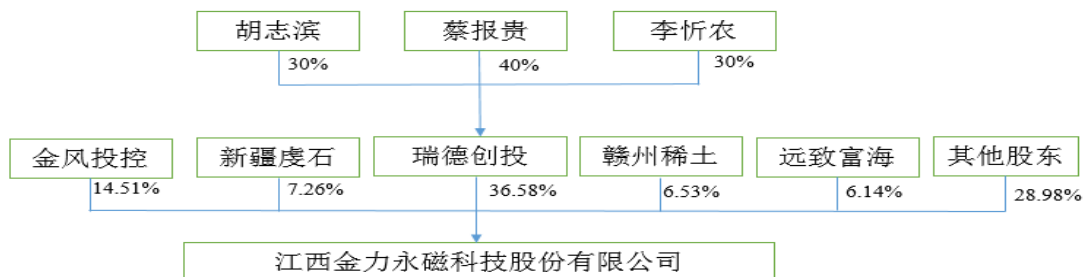 胡志滨 蔡报贵 李忻农
30% 40% 30%
金风投控 新疆虔石 瑞德创投 赣州稀土 远致富海 其他股东
14.51% 7.26% 36.58% 6.53% 6.14% 28.98%
江西金力永磁科技股份有限公司